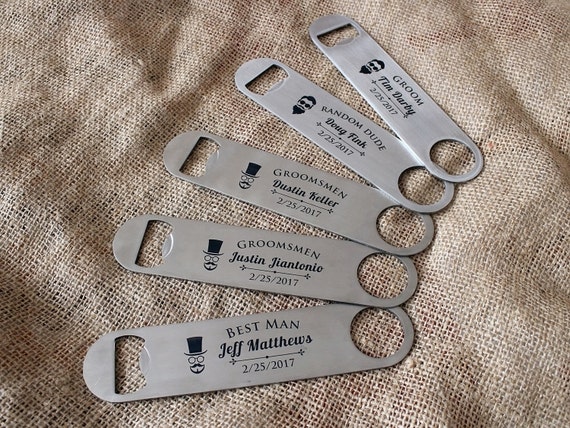 GROOM
Tim Darby
2/25/2017
RANDOM DUDE
Doug Fink
2/25/2017
GROOMSMEN
Dustin Keller
2/25/2017
GROOMSMEN
Justin Jiantonio
2/25/2017
BEST MAN
Jeff Matthews
2/25/2017